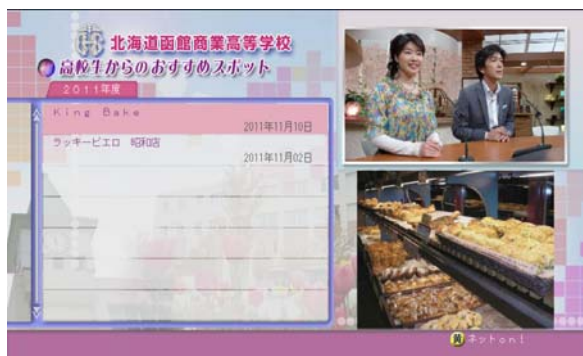 北海道函館商業高等学校
高校生からのおすすめスポット
2011年度
King Bake
2011年11月10日
ラッキーピエロ 昭和店
2011年11月02日
黄 ネットon!